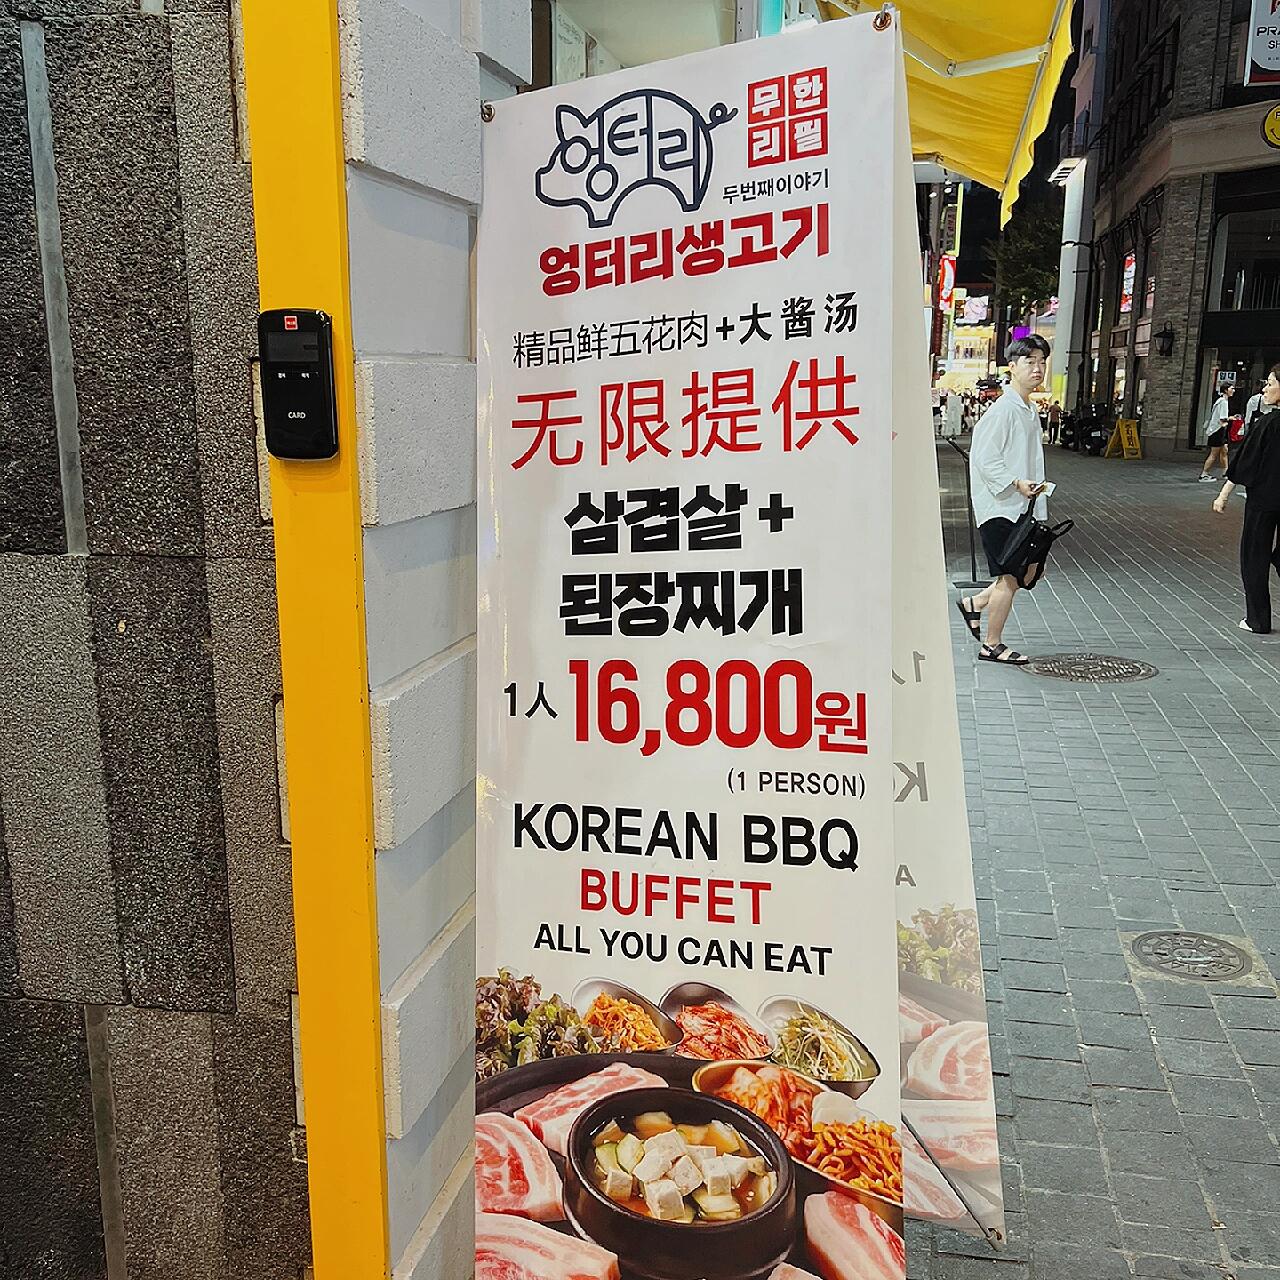 엉터리
무한
리필
두번째이야기
엉터리생고기
精品鲜五花肉+大酱汤
无限提供
삼겹살+
된장찌개
1人 16,800원
(1 PERSON)
KOREAN BBQ
BUFFET
ALL YOU CAN EAT
CARD